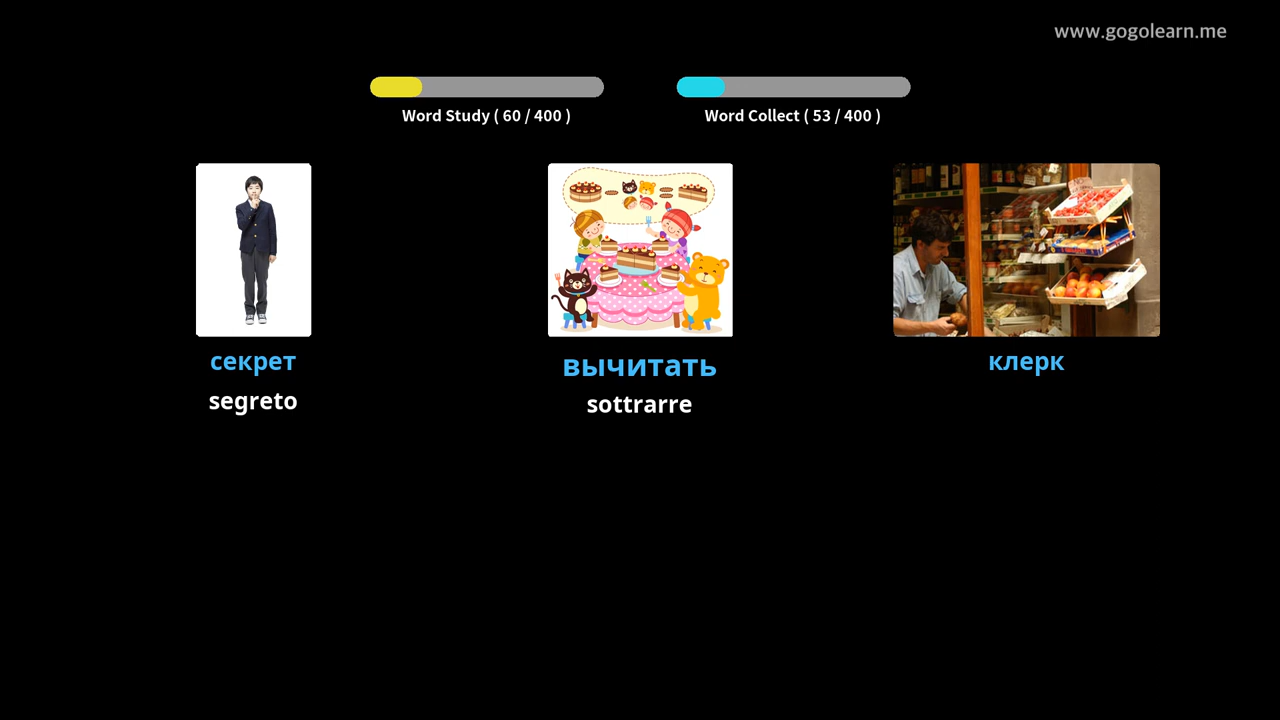 www.gogolearn.me
Word Study ( 60 / 400 )
Word Collect ( 53 / 400 )
секрет
segreto
вычитать
sottrarre
клерк